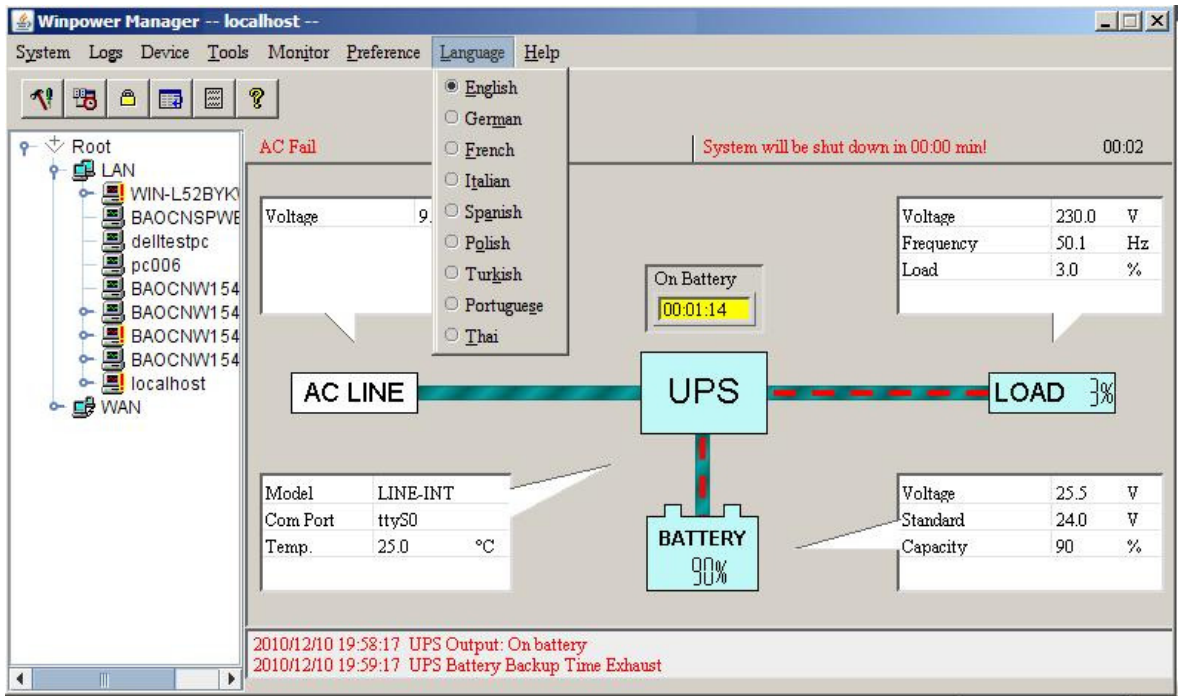 Winpower Manager -- localhost --
System Logs Device Tools Monitor Preference Language Help
English
German
French
Italian
Spanish
Polish
Turkish
Portuguese
Thai
Root
LAN
WIN-L52BYK
BAOCNSPWE
delltestpc
pc006
BAOCNW154
BAOCNW154
BAOCNW154
BAOCNW154
localhost
WAN
AC Fail
System will be shut down in 00:00 min! 00:02
Voltage 9.
Voltage 230.0 V
Frequency 50.1 Hz
Load 3.0 %
On Battery
00:01:14
AC LINE
UPS
LOAD 3%
Model LINE-INT
Com Port ttyS0
Temp. 25.0 °C
BATTERY
90%
Voltage 25.5 V
Standard 24.0 V
Capacity 90 %
2010/12/10 19:58:17 UPS Output: On battery
2010/12/10 19:59:17 UPS Battery Backup Time Exhaust